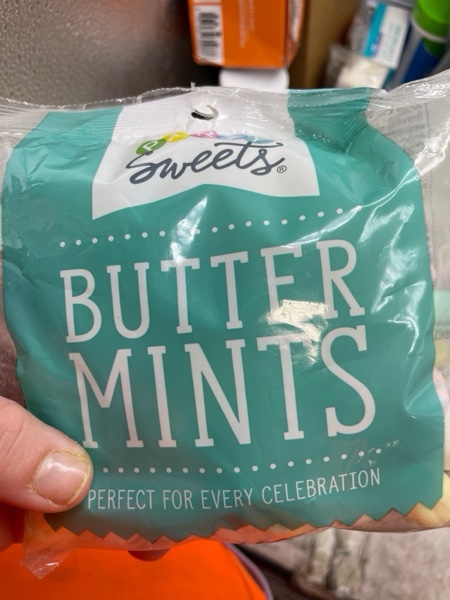 Sweets®
BUTTER
MINTS
PERFECT FOR EVERY CELEBRATION